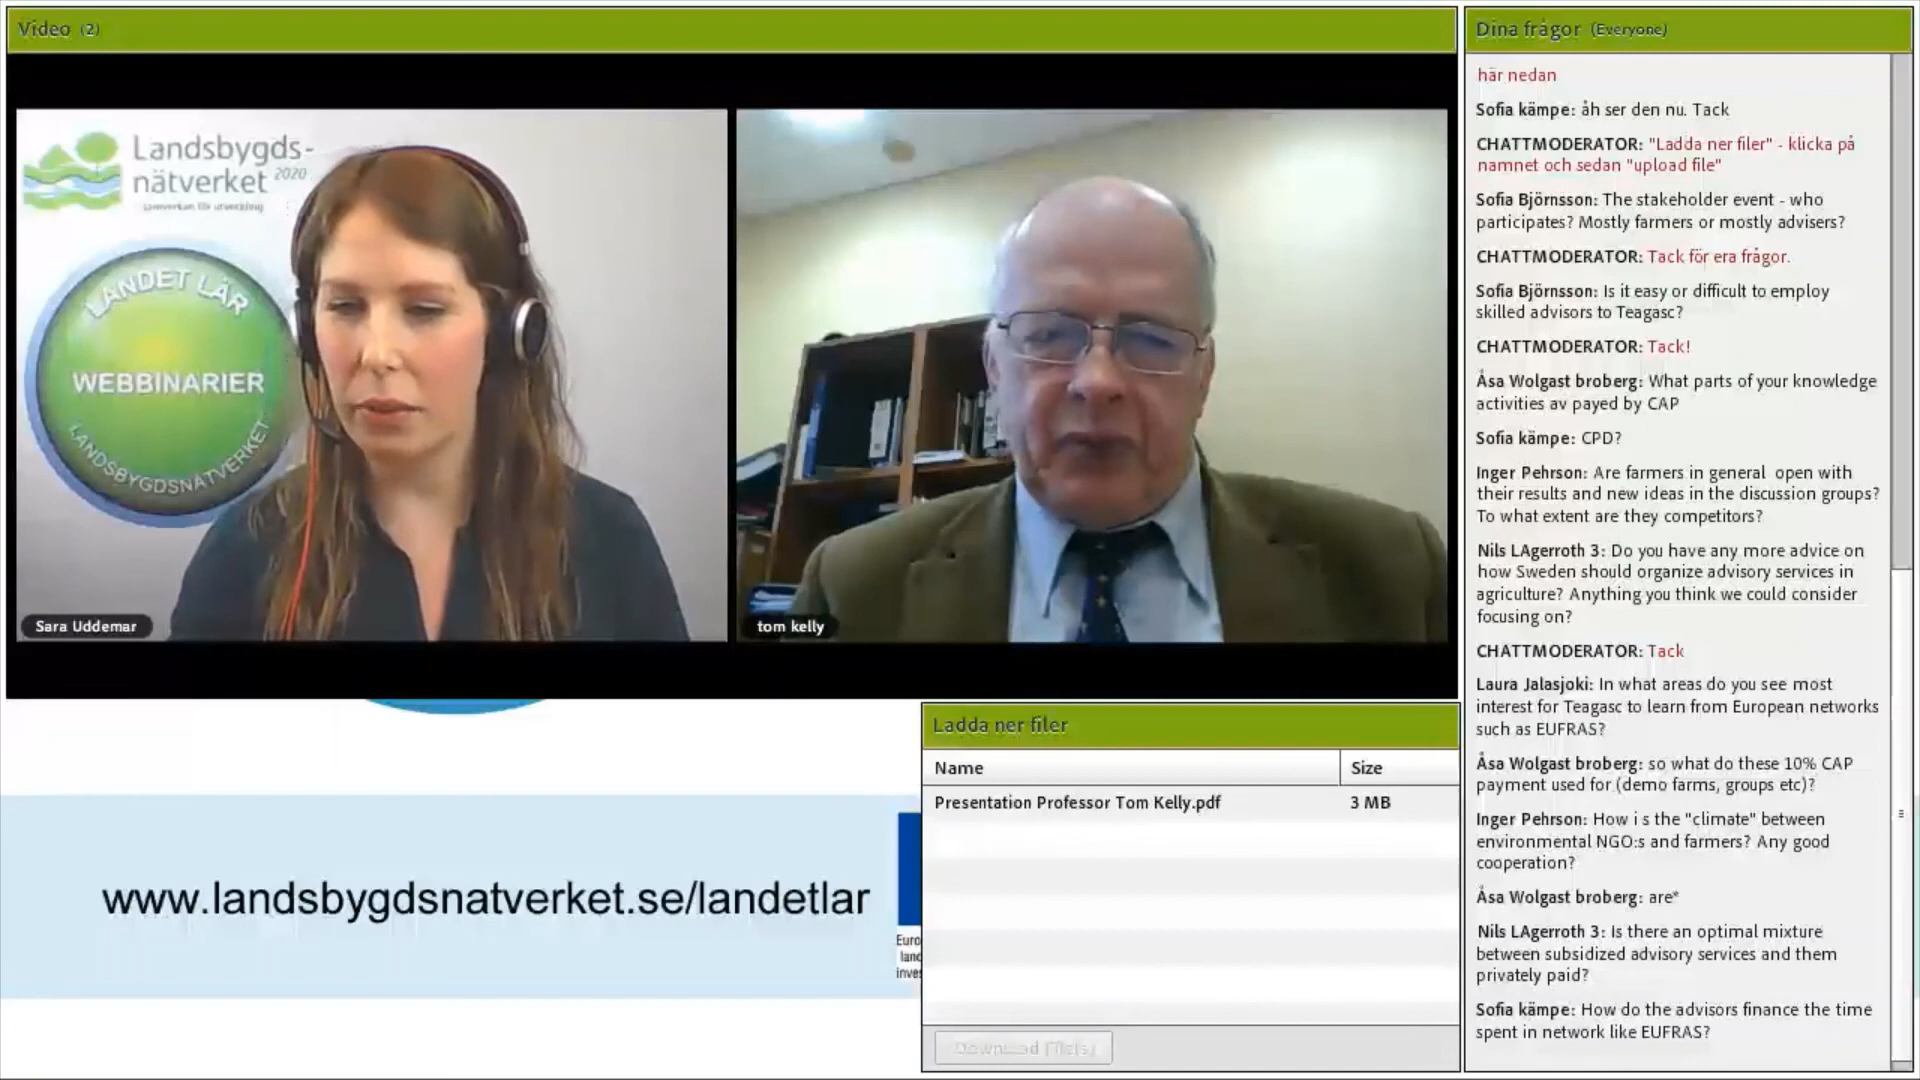 Video (2)
Landsbygds-
nätverket 2020
samverkan för utveckling
LANDET LÄR
WEBBINARIER
LANDSBYGDSNÄTVERKET
Sara Uddemar
tom kelly
www.landsbygdsnatverket.se/landetlar
Euro
land
inves
Ladda ner filer
Name Size
Presentation Professor Tom Kelly.pdf 3 MB
Download File(s)
Dina frågor (Everyone)
här nedan
Sofia kämpe: åh ser den nu. Tack
CHATTMODERATOR: "Ladda ner filer" - klicka på
namnet och sedan "upload file"
Sofia Björnsson: The stakeholder event - who
participates? Mostly farmers or mostly advisers?
CHATTMODERATOR: Tack för era frågor.
Sofia Björnsson: Is it easy or difficult to employ
skilled advisors to Teagasc?
CHATTMODERATOR: Tack!
Åsa Wolgast broberg: What parts of your knowledge
activities av payed by CAP
Sofia kämpe: CPD?
Inger Pehrson: Are farmers in general open with
their results and new ideas in the discussion groups?
To what extent are they competitors?
Nils LAgerroth 3: Do you have any more advice on
how Sweden should organize advisory services in
agriculture? Anything you think we could consider
focusing on?
CHATTMODERATOR: Tack
Laura Jalasjoki: In what areas do you see most
interest for Teagasc to learn from European networks
such as EUFRAS?
Åsa Wolgast broberg: so what do these 10% CAP
payment used for (demo farms, groups etc)?
Inger Pehrson: How i s the "climate" between
environmental NGO:s and farmers? Any good
cooperation?
Åsa Wolgast broberg: are*
Nils LAgerroth 3: Is there an optimal mixture
between subsidized advisory services and them
privately paid?
Sofia kämpe: How do the advisors finance the time
spent in network like EUFRAS?